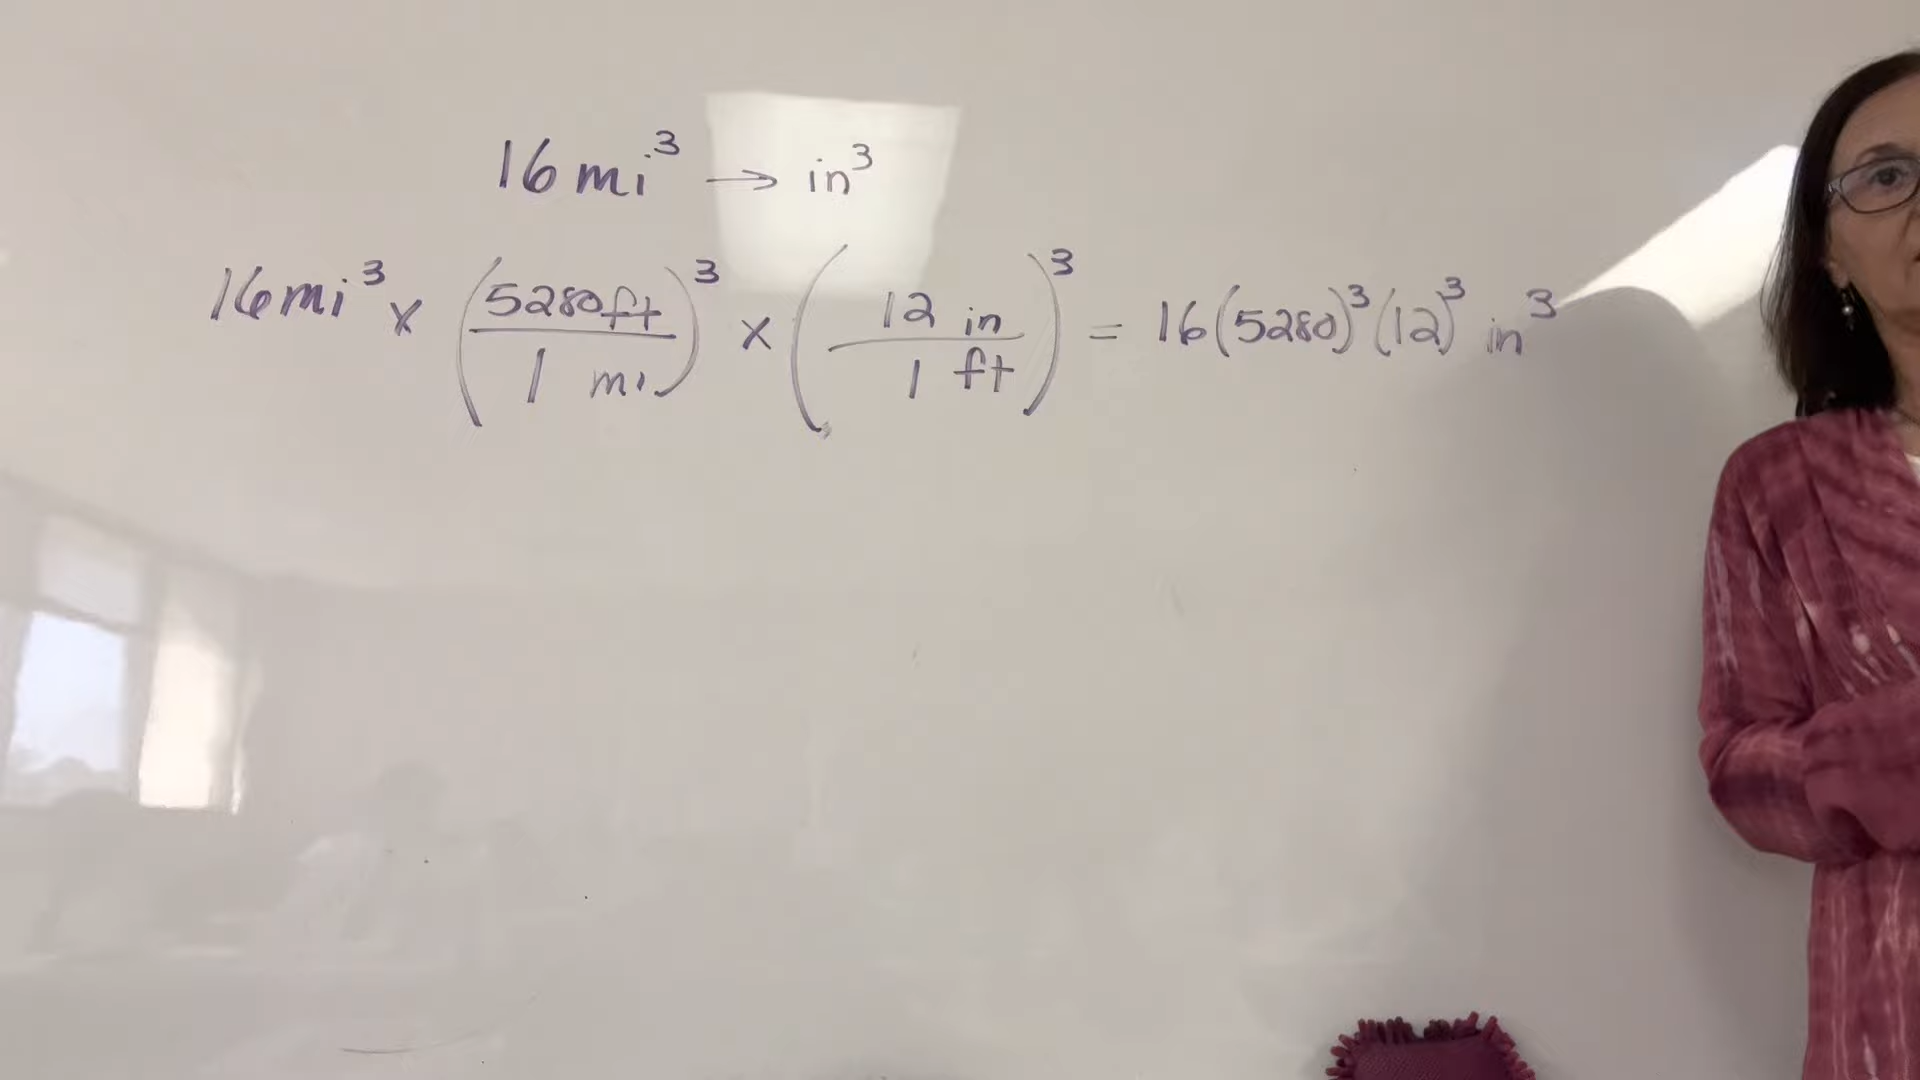 16 mi³ → in³
16 mi³ x (5280 ft / 1 mi)³ x (12 in / 1 ft)³ = 16(5280)³(12)³ in³